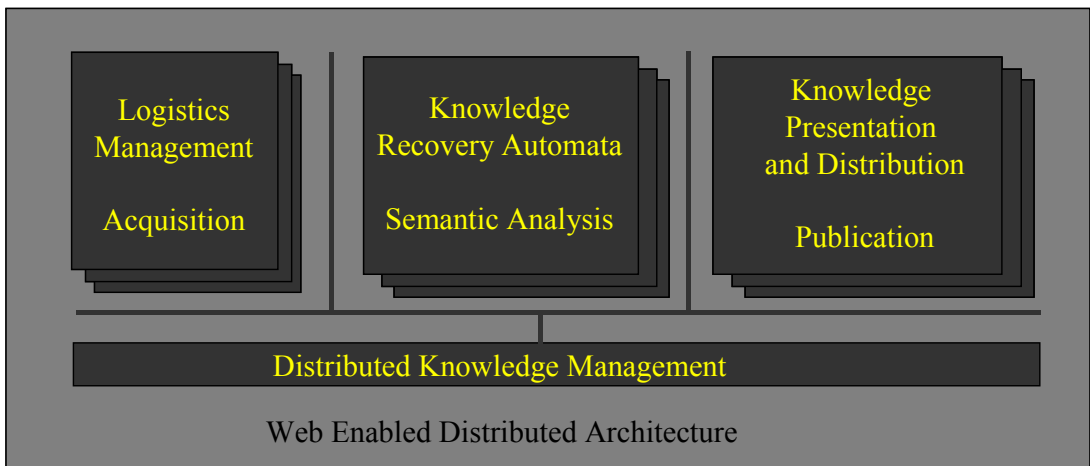 Logistics
Management
Acquisition
Knowledge
Recovery Automata
Semantic Analysis
Knowledge
Presentation
and Distribution
Publication
Distributed Knowledge Management
Web Enabled Distributed Architecture